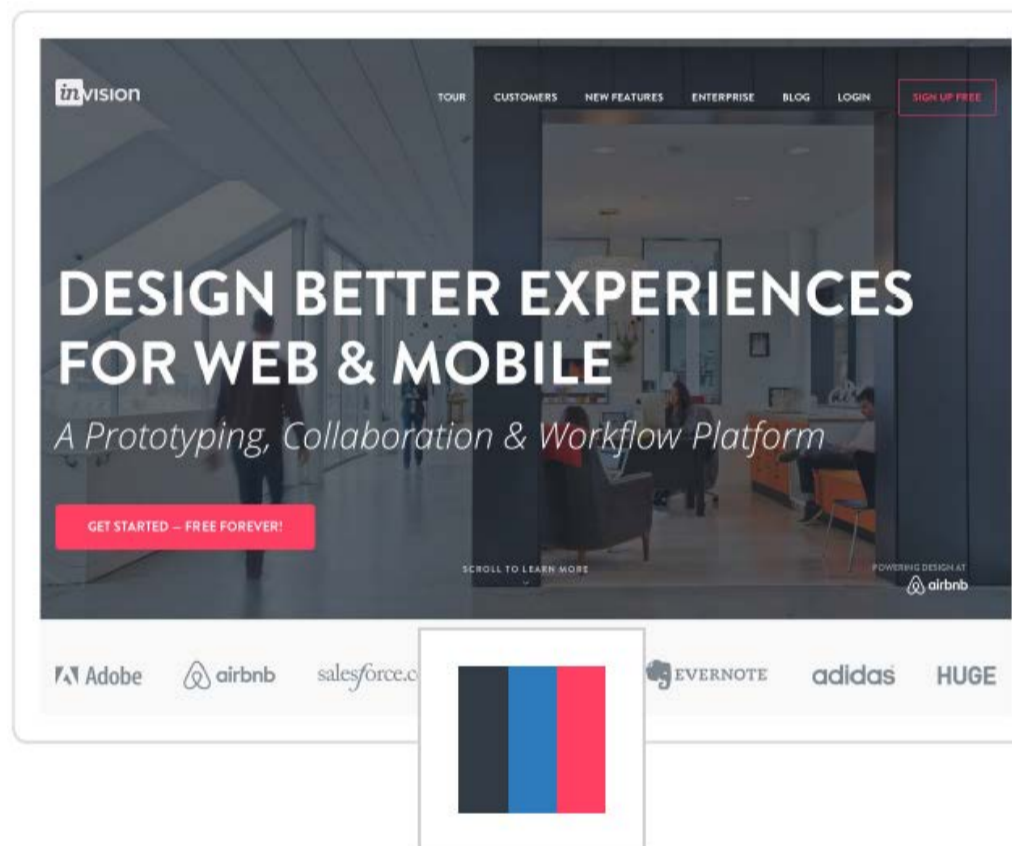 invision
TOUR CUSTOMERS NEW FEATURES ENTERPRISE BLOG LOGIN SIGN UP FREE
DESIGN BETTER EXPERIENCES
FOR WEB & MOBILE
A Prototyping, Collaboration & Workflow Platform
GET STARTED — FREE FOREVER!
SCROLL TO LEARN MORE
POWERING DESIGN AT
airbnb
Adobe airbnb salesforce.c EVERNOTE adidas HUGE